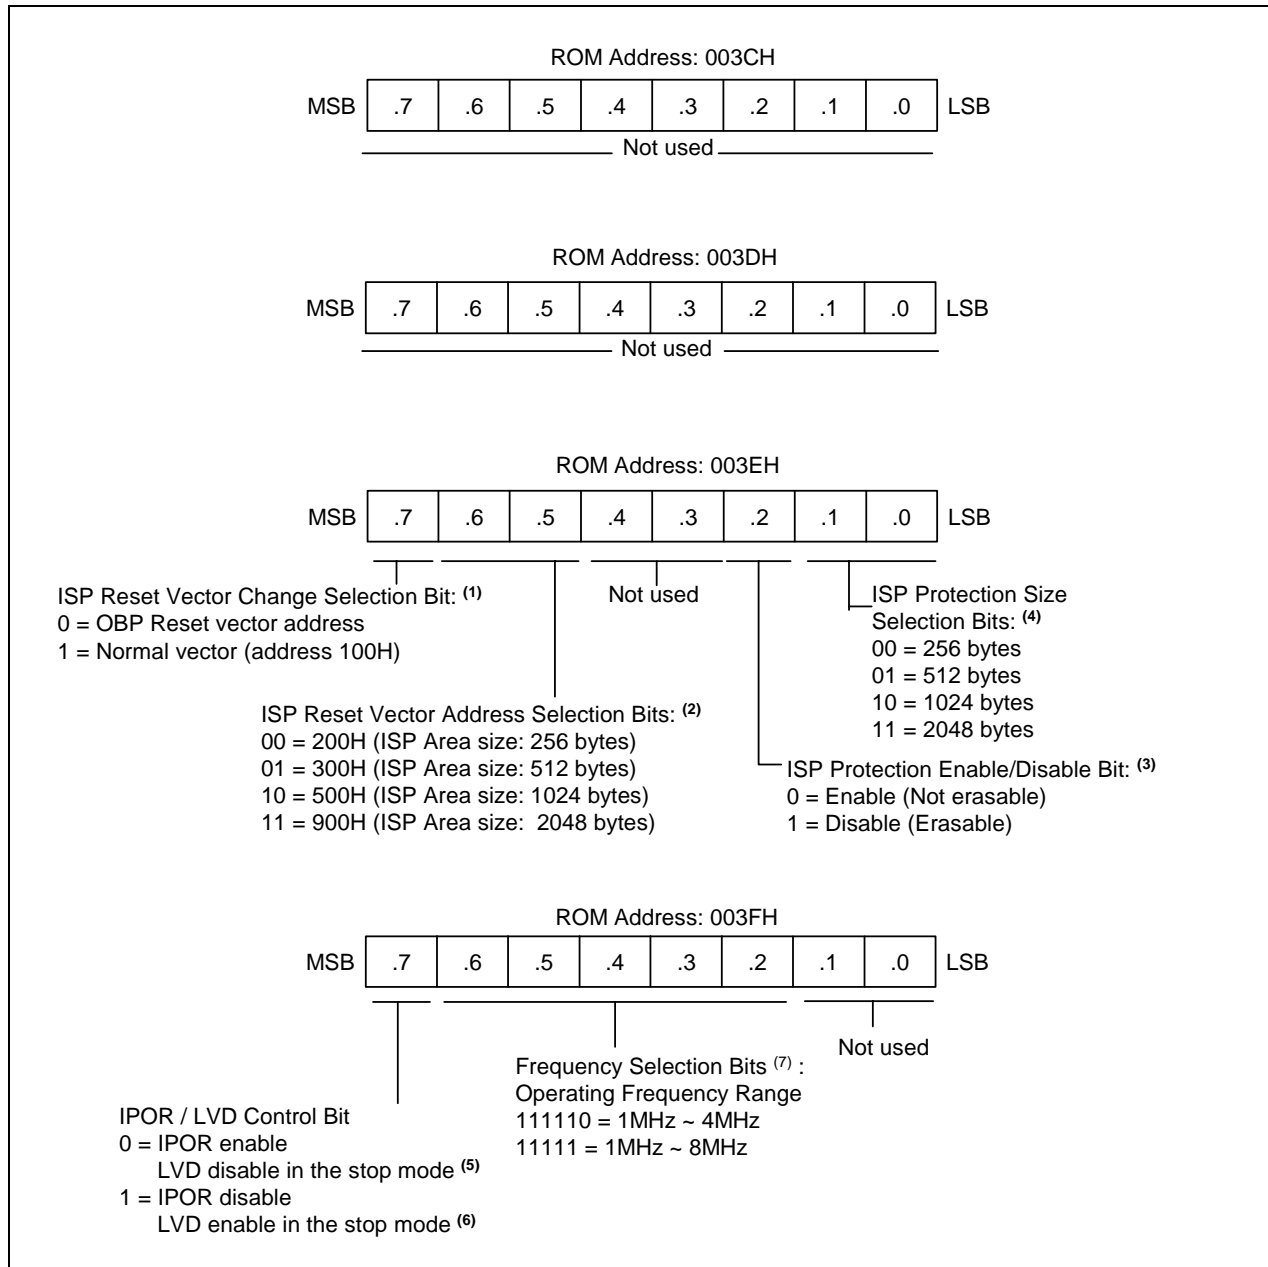 ROM Address: 003CH
MSB .7 .6 .5 .4 .3 .2 .1 .0 LSB
Not used
ROM Address: 003DH
MSB .7 .6 .5 .4 .3 .2 .1 .0 LSB
Not used
ROM Address: 003EH
MSB .7 .6 .5 .4 .3 .2 .1 .0 LSB
ISP Reset Vector Change Selection Bit: (1)
0 = OBP Reset vector address
1 = Normal vector (address 100H)
ISP Reset Vector Address Selection Bits: (2)
00 = 200H (ISP Area size: 256 bytes)
01 = 300H (ISP Area size: 512 bytes)
10 = 500H (ISP Area size: 1024 bytes)
11 = 900H (ISP Area size: 2048 bytes)
Not used
ISP Protection Size
Selection Bits: (4)
00 = 256 bytes
01 = 512 bytes
10 = 1024 bytes
11 = 2048 bytes
ISP Protection Enable/Disable Bit: (3)
0 = Enable (Not erasable)
1 = Disable (Erasable)
ROM Address: 003FH
MSB .7 .6 .5 .4 .3 .2 .1 .0 LSB
IPOR / LVD Control Bit
0 = IPOR enable
LVD disable in the stop mode (5)
1 = IPOR disable
LVD enable in the stop mode (6)
Frequency Selection Bits (7) :
Operating Frequency Range
111110 = 1MHz ~ 4MHz
11111 = 1MHz ~ 8MHz
Not used